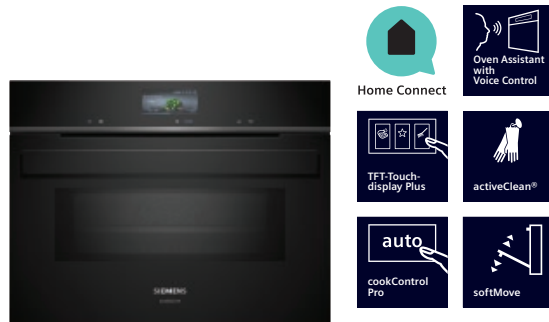 SIEMENS
Home Connect
Oven Assistant
with
Voice Control
TFT-Touch-
display Plus
activeClean®
auto
cookControl
Pro
softMove